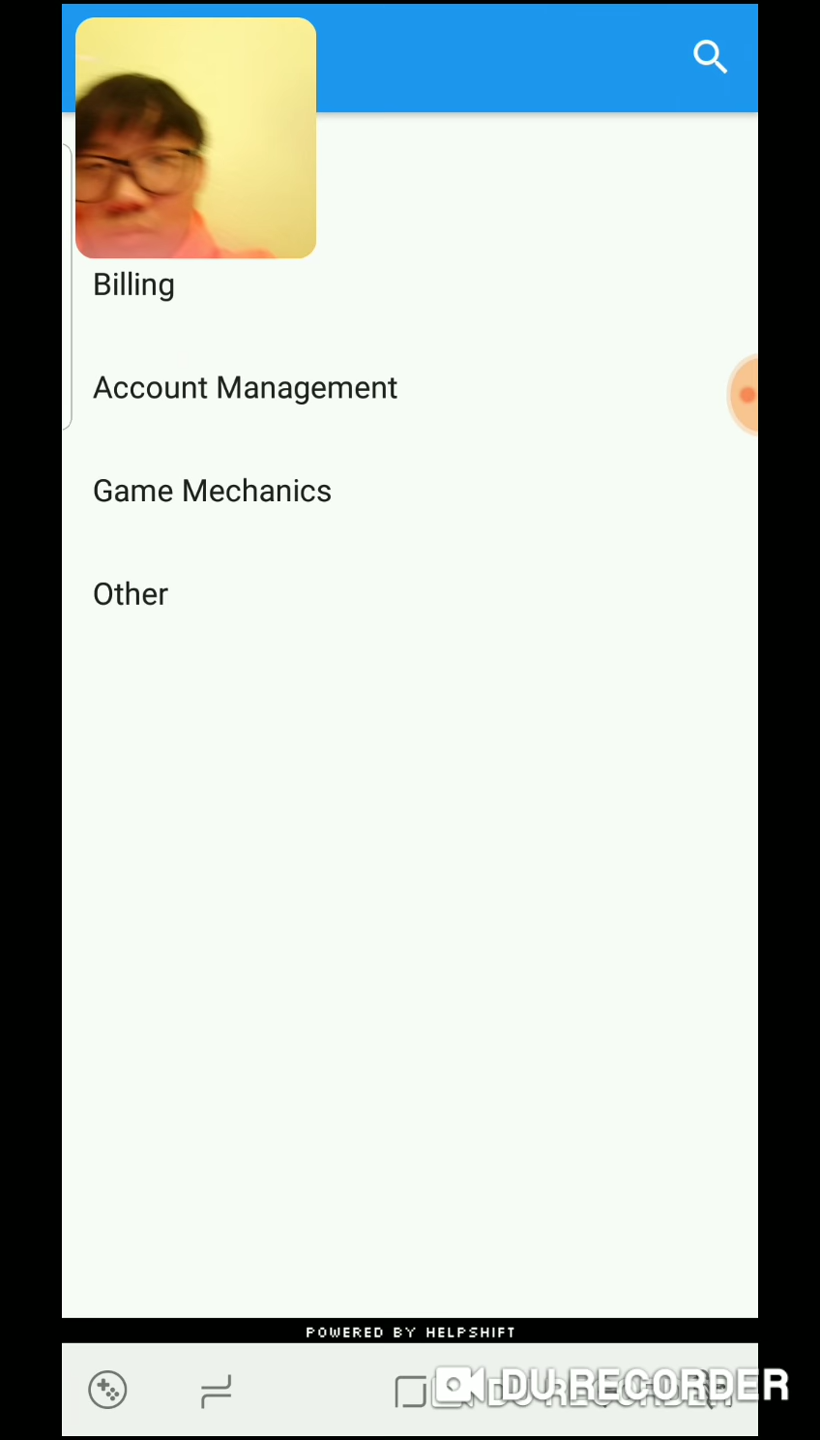 Billing
Account Management
Game Mechanics
Other
POWERED BY HELPSHIFT
DU RECORDER